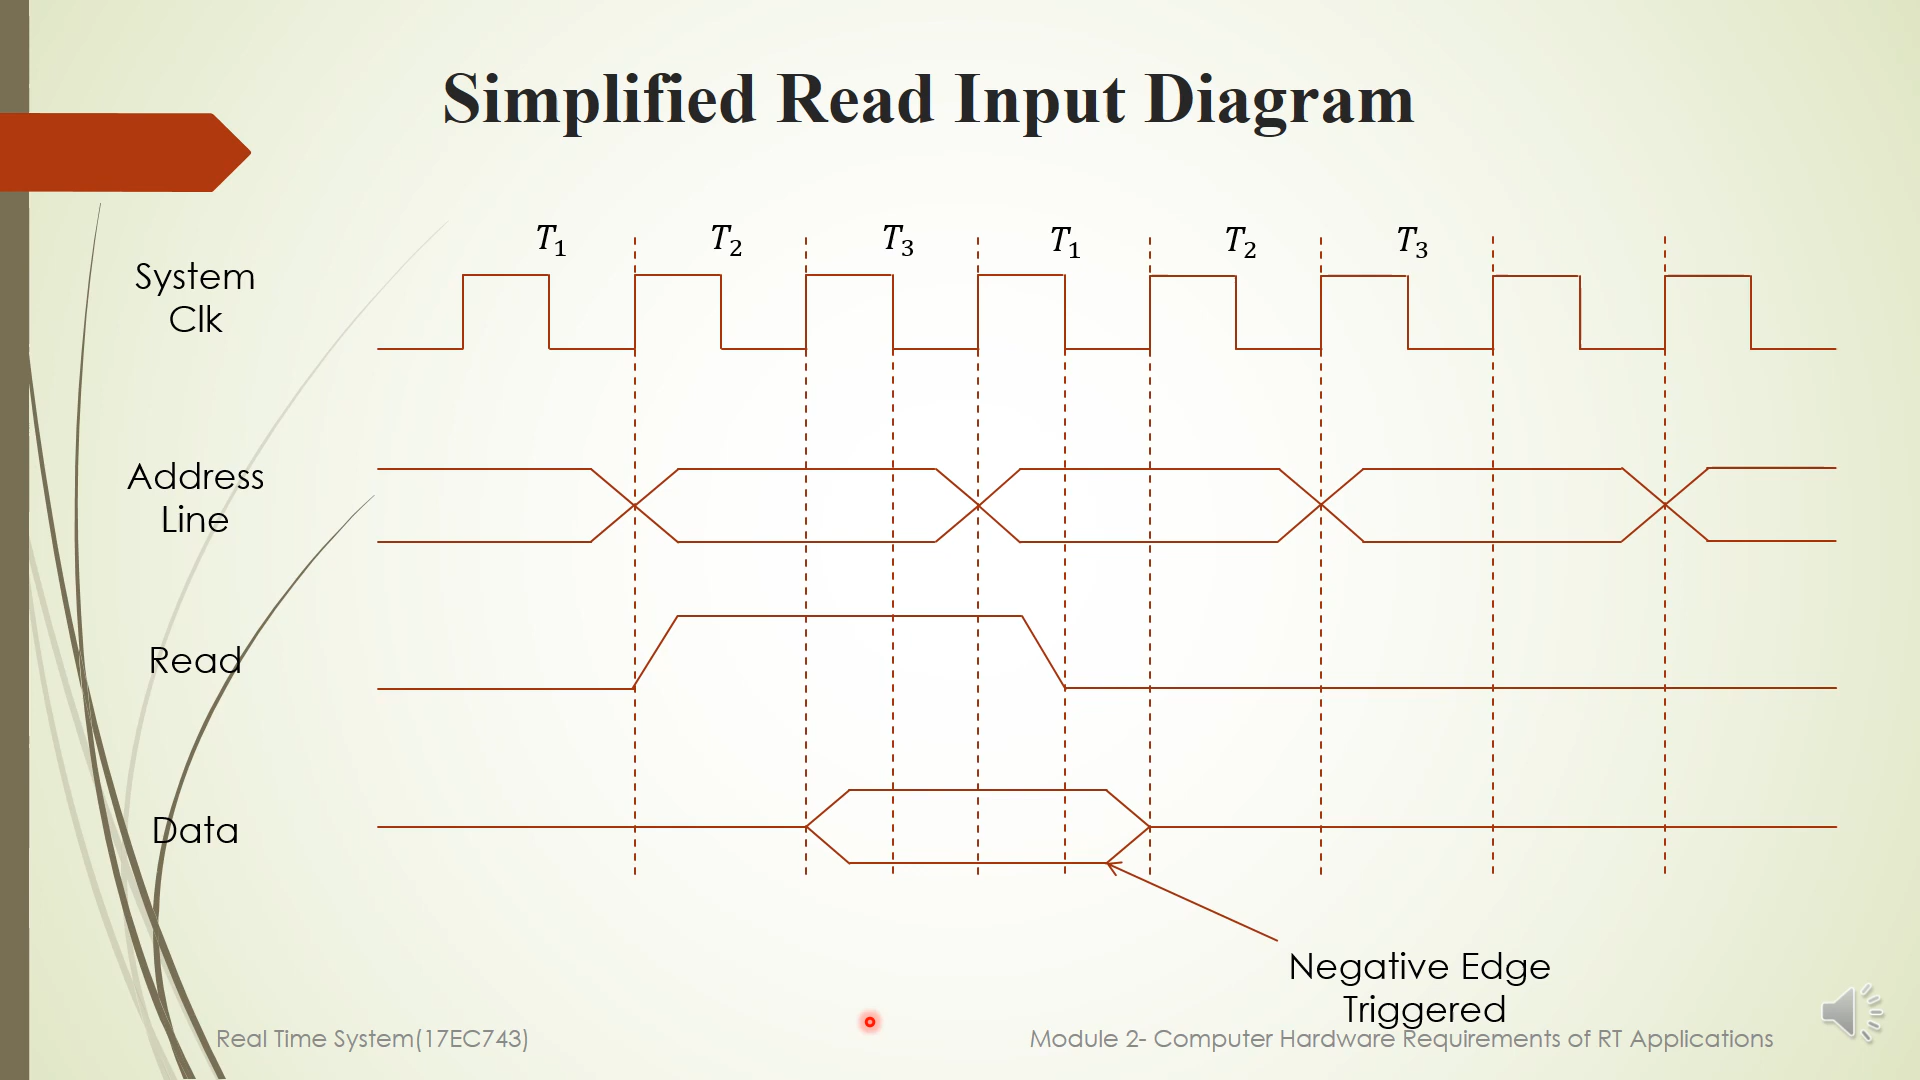 Simplified Read Input Diagram
T₁ T₂ T₃ T₁ T₂ T₃
System
Clk
Address
Line
Read
Data
Negative Edge
Triggered
Real Time System(17EC743)
Module 2- Computer Hardware Requirements of RT Applications